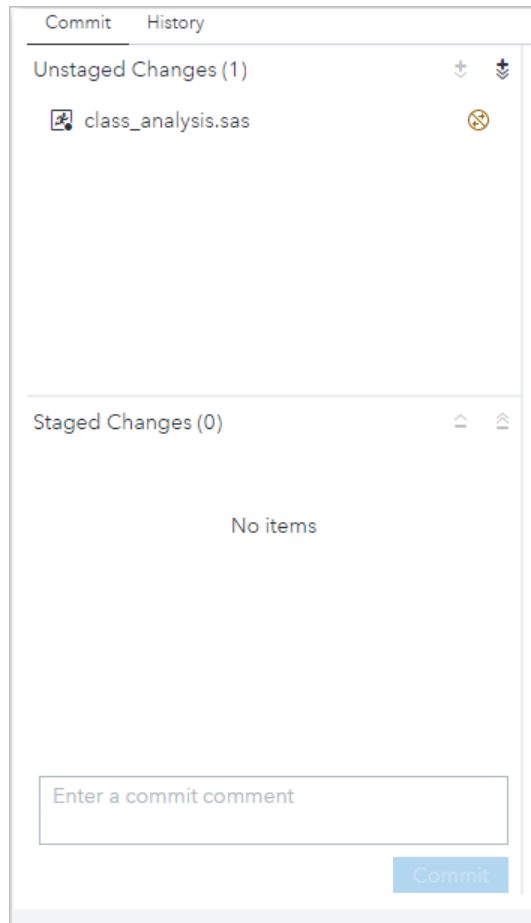 Commit History
Unstaged Changes (1)
class_analysis.sas
Staged Changes (0)
No items
Enter a commit comment
Commit